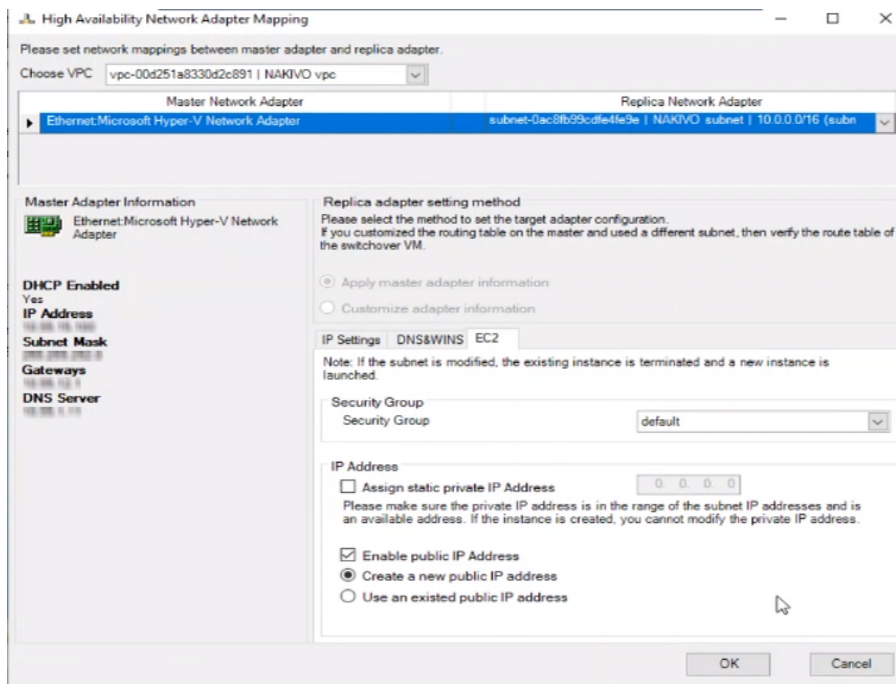 High Availability Network Adapter Mapping
Please set network mappings between master adapter and replica adapter.
Choose VPC vpc-00d251a8330d2c891 | NAKIVO vpc
Master Network Adapter Replica Network Adapter
Ethernet:Microsoft Hyper-V Network Adapter subnet-0ac8fb99cdfe4fe9e | NAKIVO subnet | 10.0.0.0/16 (subn
Master Adapter Information
Ethernet:Microsoft Hyper-V Network
Adapter
DHCP Enabled
Yes
IP Address
Subnet Mask
Gateways
DNS Server
Replica adapter setting method
Please select the method to set the target adapter configuration.
If you customized the routing table on the master and used a different subnet, then verify the route table of
the switchover VM.
Apply master adapter information
Customize adapter information
IP Settings DNS&WINS EC2
Note: If the subnet is modified, the existing instance is terminated and a new instance is
launched.
Security Group
Security Group default
IP Address
Assign static private IP Address 0. 0. 0. 0
Please make sure the private IP address is in the range of the subnet IP addresses and is
an available address. If the instance is created, you cannot modify the private IP address.
Enable public IP Address
Create a new public IP address
Use an existed public IP address
OK Cancel